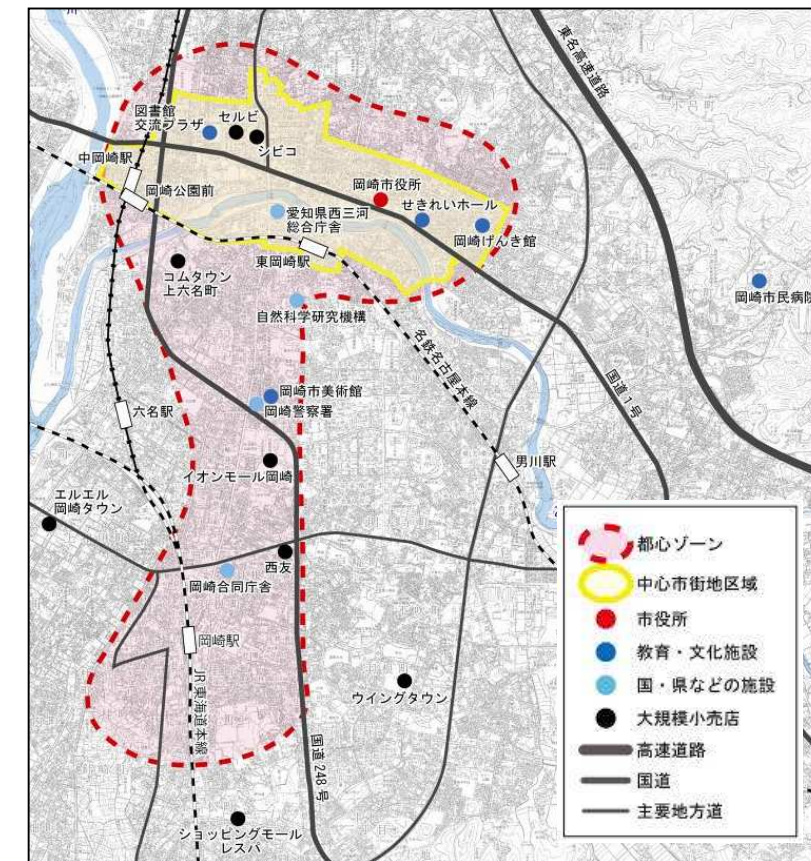 東名高速道路
図書館
交流プラザ
セルビ
シビコ
中岡崎駅
岡崎公園前
岡崎市役所
せきれいホール
愛知県西三河
総合庁舎
岡崎げんき館
東岡崎駅
コムタウン
上六名町
岡崎市民病院
自然科学研究機構
名鉄名古屋本線
国道1号
岡崎市美術館
岡崎警察署
六名駅
男川駅
イオンモール岡崎
エルエル
岡崎タウン
西友
岡崎合同庁舎
岡崎駅
JR東海道本線
ウイングタウン
国道248号
ショッピングモール
レスパ
都心ゾーン
中心市街地区域
市役所
教育・文化施設
国・県などの施設
大規模小売店
高速道路
国道
主要地方道